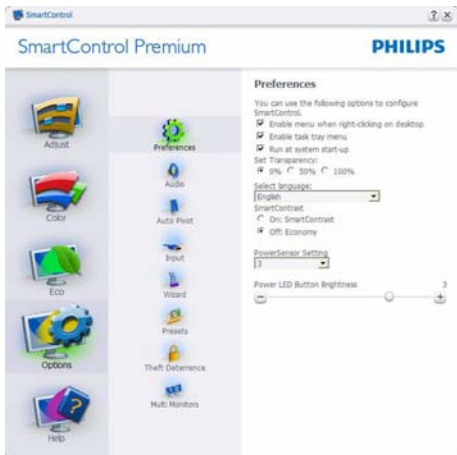 SmartControl
SmartControl Premium
PHILIPS
Adjust
Color
Eco
Options
Help
Preferences
Audio
Auto Pivot
Input
Wizard
Presets
Theft Deterrence
Multi Monitors
Preferences
You can use the following options to configure
SmartControl.
Enable menu when right-clicking on desktop
Enable task tray menu
Run at system start-up
Set Transparency:
0% 50% 100%
Select language:
English
SmartContrast
On: SmartContrast
Off: Economy
PowerSensor Setting
3
Power LED Button Brightness 3